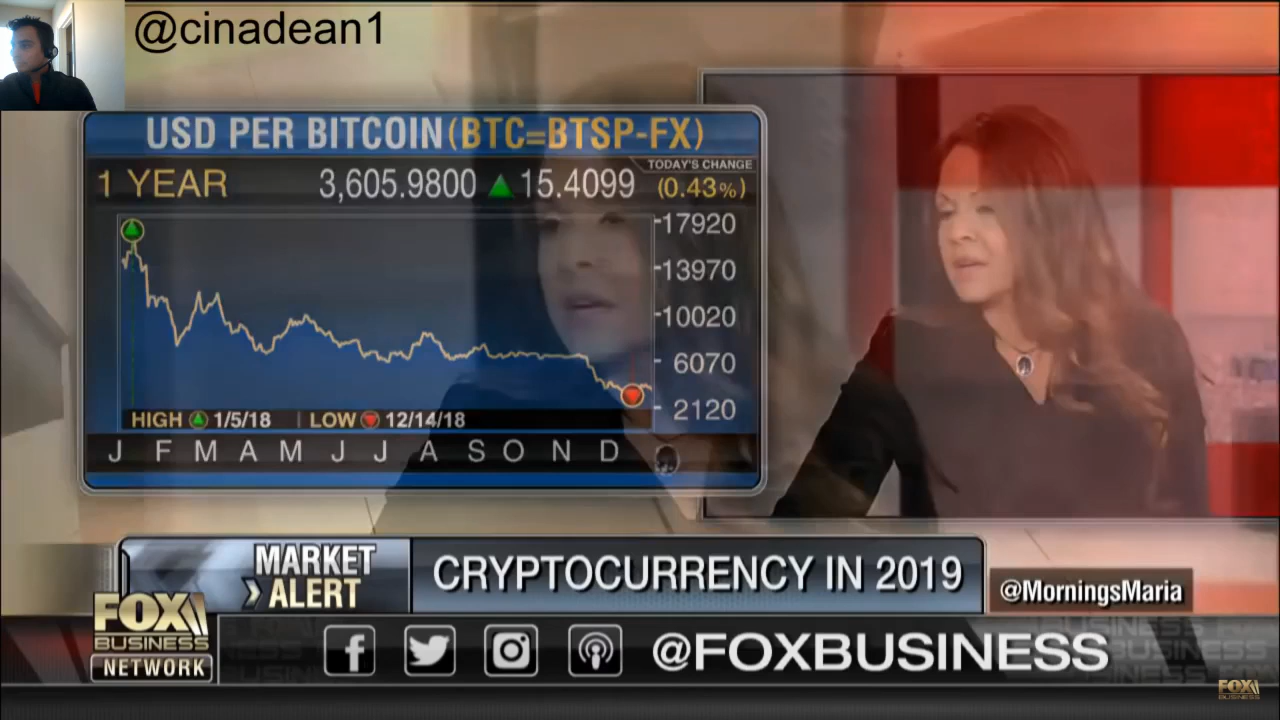 @cinadean1
USD PER BITCOIN(BTC=BTSP-FX)
TODAY'S CHANGE
1 YEAR 3,605.9800 15.4099 (0.43%)
17920
13970
10020
6070
2120
HIGH 1/5/18 | LOW 12/14/18
J F M A M J J A S O N D
MARKET
ALERT
CRYPTOCURRENCY IN 2019
@MorningsMaria
FOX
BUSINESS
NETWORK
@FOXBUSINESS
FOX
BUSINESS